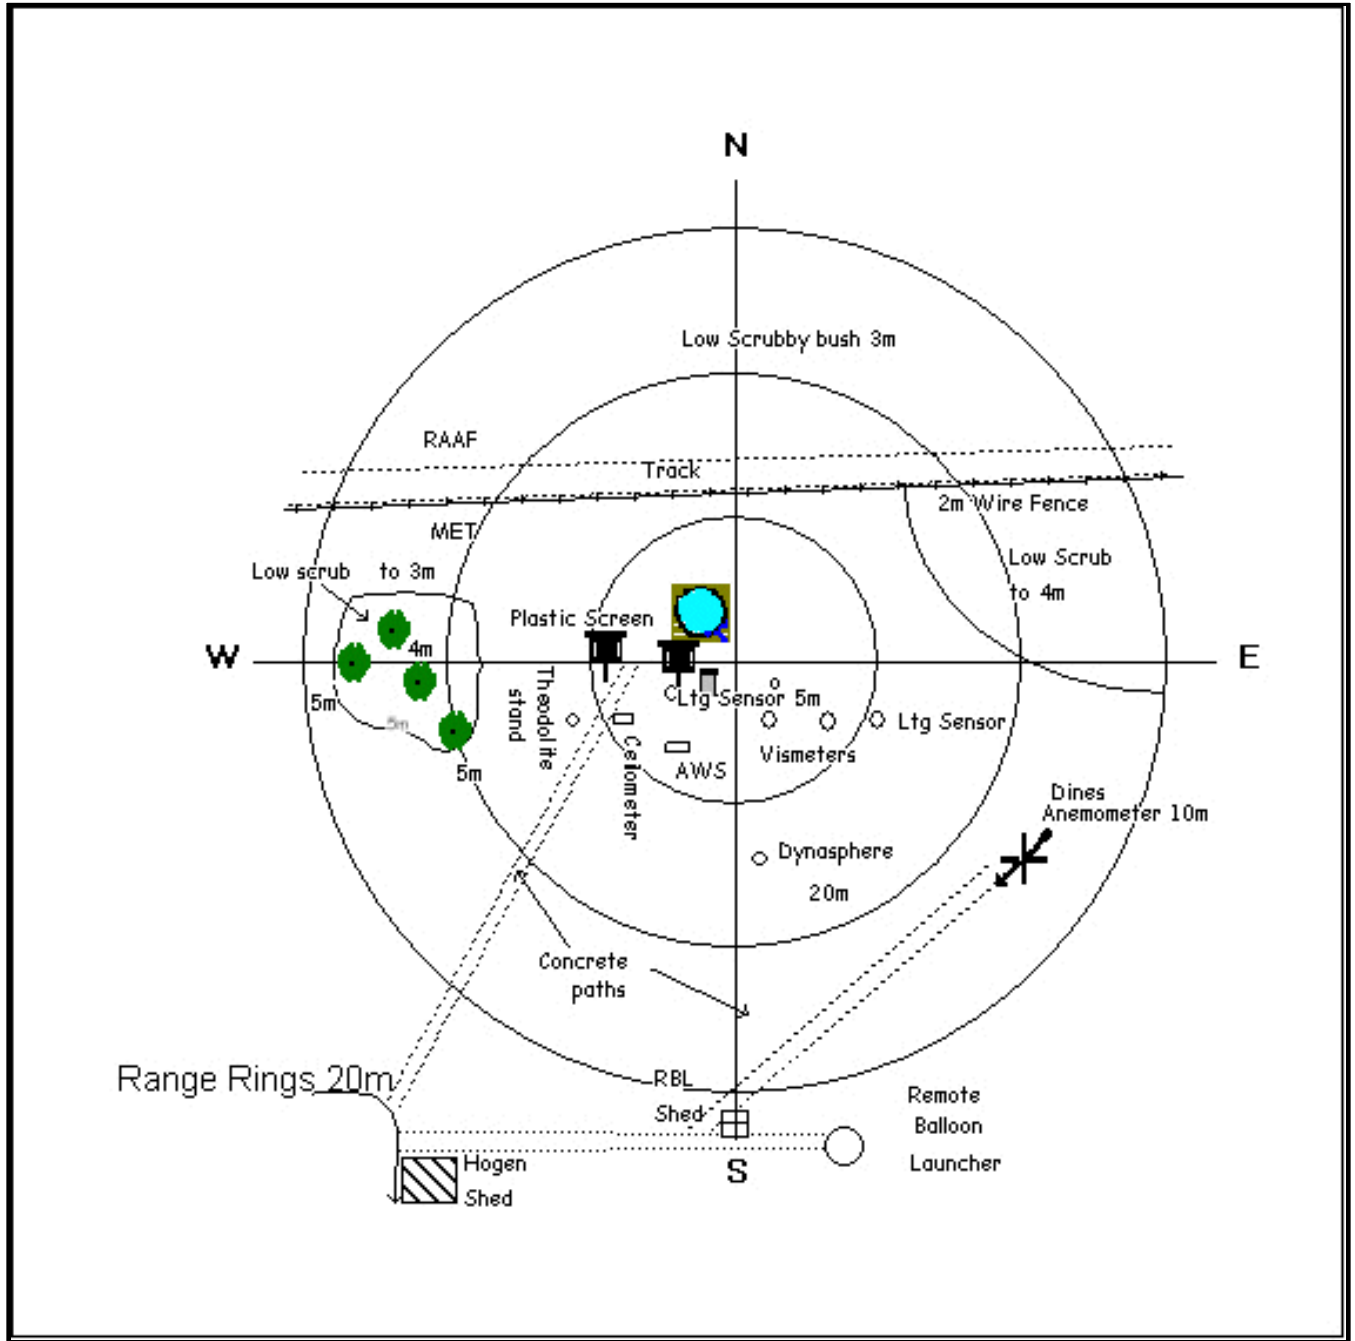 N
Low Scrubby bush 3m
RAAF
Track
2m Wire Fence
MET
Low Scrub
to 4m
Low scrub
to 3m
Plastic Screen
4m
W
E
5m
5m
5m
Theodolite
stand
Ltg Sensor 5m
Ltg Sensor
Ceiometer
Vismeters
AWS
Dines
Anemometer 10m
Dynasphere
20m
Concrete
paths
Range Rings 20m
RBL
Shed
Remote
Balloon
Launcher
S
Hogen
Shed